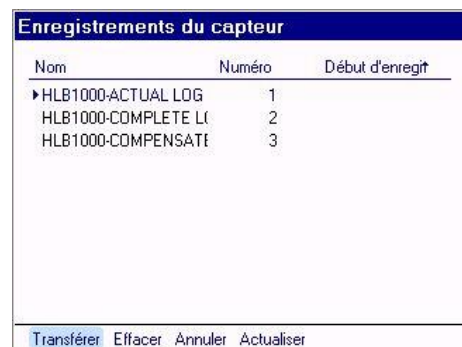 Enregistrements du capteur
Nom Numéro Début d'enregi
HLB1000-ACTUAL LOG 1
HLB1000-COMPLETE L( 2
HLB1000-COMPENSATE 3
Transférer Effacer Annuler Actualiser